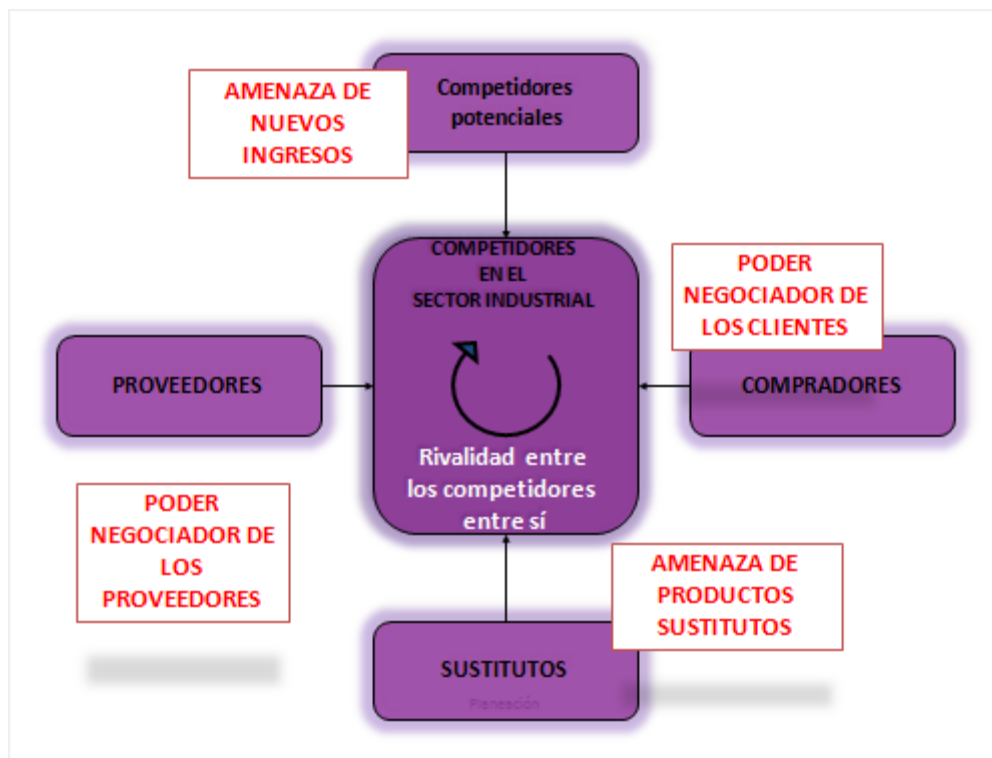 Competidores
potenciales
AMENAZA DE
NUEVOS
INGRESOS
COMPETIDORES
EN EL
SECTOR INDUSTRIAL
PODER
NEGOCIADOR DE
LOS CLIENTES
PROVEEDORES
COMPRADORES
Rivalidad entre
los competidores
entre sí
PODER
NEGOCIADOR DE
LOS
PROVEEDORES
AMENAZA DE
PRODUCTOS
SUSTITUTOS
SUSTITUTOS
Planeación